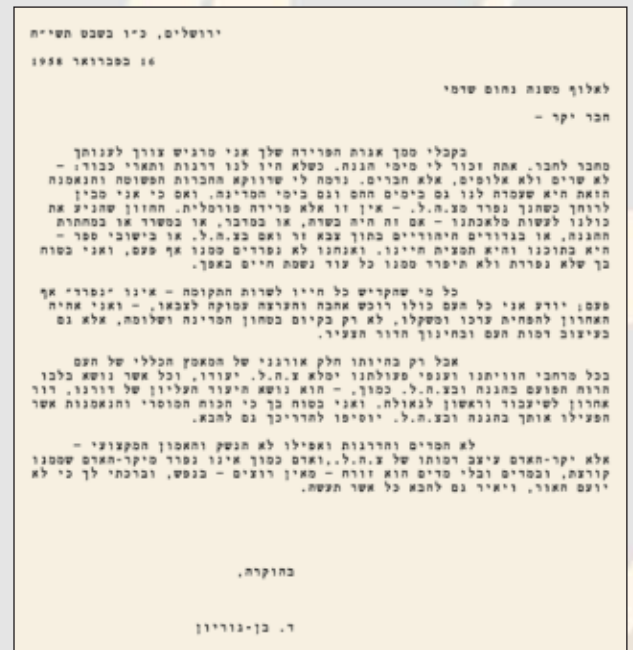 ירושלים, כ״ו בשבט תשי״ח
16 בפברואר 1958
לאלוף משנה נחום שדמי
חבר יקר –
בקבלי ממך אגרת הפרידה שלך אני מרגיש צורך לענותך
מחבר לחבר. אתה זכור לי מימי הגנה. כשלא היו לנו דרגות ותארי כבוד; –
לא שרים ולא אלופים, אלא חברים. נדמה לי שדווקא החברות הפשוטה והנאמנה
הזאת היא שעמדה לנו גם בימים ההם וגם בימי המדינה. ואם כי אני מבין
לרוחך כשהנך נפרד מצ.ה.ל. – אין זו אלא פרידה פורמלית. החזון שהניע את
כולנו לעשות מלאכתנו – אם זה היה בשדה, או במדבר, או במשרד או במחתרת
ההגנה, או בגדודים היהודיים בתוך צבא זר ואם בצ.ה.ל. או בישובי ספר –
היא בתוכנו והיא תמצית חיינו. ואנחנו לא נפרדים ממנו אף פעם, ואני בטוח
בך שלא נפרדת ולא תיפרד ממנו כל עוד נשמת חיים באפך.
כל מי שהקדיש כל חייו לשרות התקומה – אינו ״נפרד״ אף
פעם; יודע אני כל העם כולו רוכש אהבה והערצה עמוקה לצבאו, – ואני אהיה
האחרון להפחית ערכו ומשקלו, לא רק בקיום בטחון המדינה ושלומה, אלא גם
בעיצוב דמות העם ובחינוך הדור הצעיר.
אבל רק בהיותו חלק אורגני של המאמץ הכללי של העם
בכל מרחבי הוויתנו וענפי פעולתנו ימלא צ.ה.ל. יעודו, וכל אשר נושא בלבו
הרוח הפועם בהגנה ובצ.ה.ל. כמוך, – הוא נושא היעוד העליון של דורנו, דור
אחרון לשיעבוד וראשון לגאולה. ואני בטוח בך כי הכוח המוסרי והנאמנות אשר
הפעילו אותך בהגנה ובצ.ה.ל. יוסיפו להדריכך גם להבא.
לא המדים והדרגות ואפילו לא הנשק והאמון המקצועי –
אלא יקר-האדם עיצב דמותו של צ.ה.ל., ואדם כמוך אינו נפרד מיקר-האדם שממנו
קורצת, ובמדים ובלי מדים הוא זורח – מאין רוצים – בנפש, וברכתי לך כי לא
יועם האור, ויאיר גם להבא כל אשר תעשה.
בהוקרה,
ד. בן-גוריון